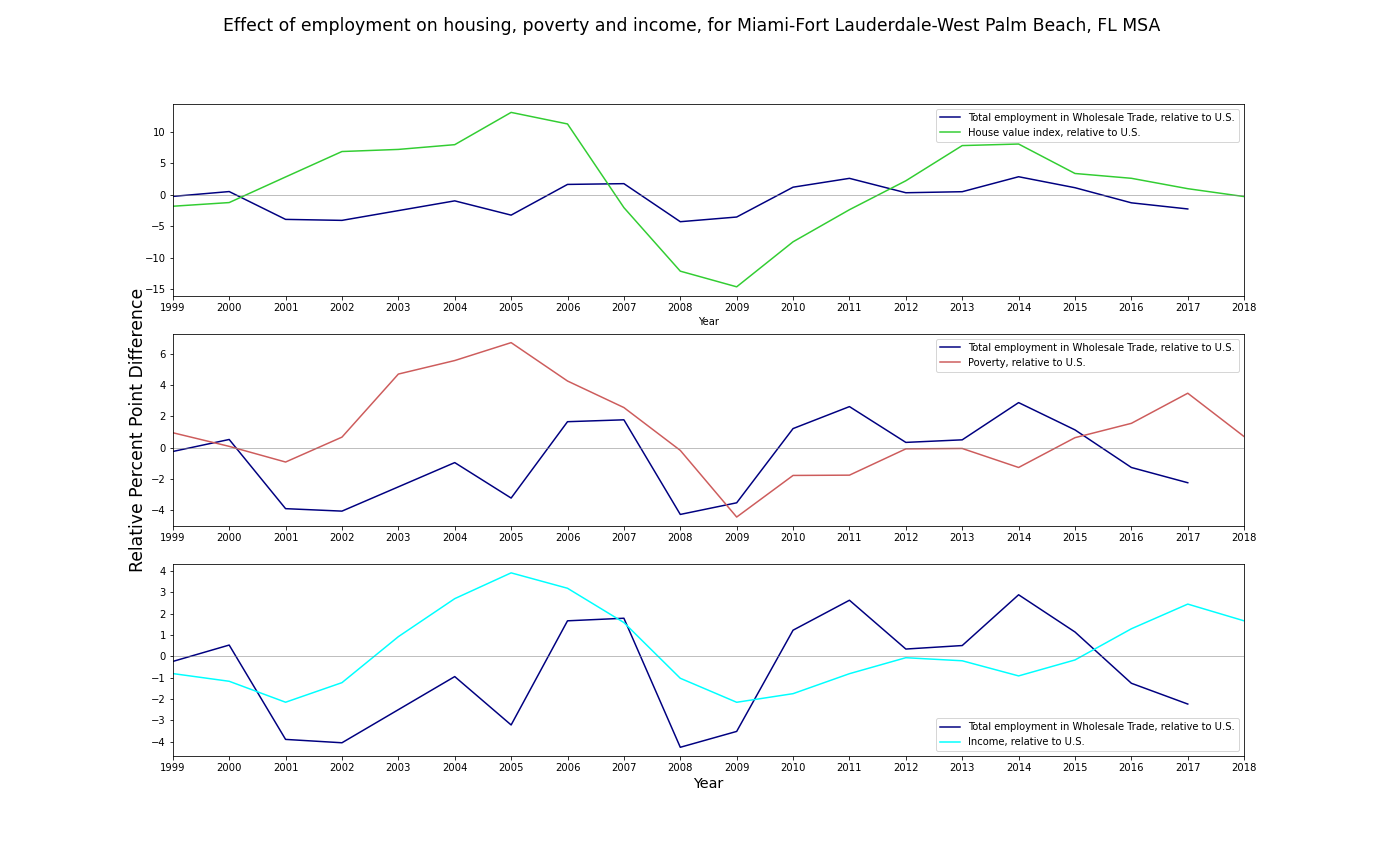 Effect of employment on housing, poverty and income, for Miami-Fort Lauderdale-West Palm Beach, FL MSA
Relative Percent Point Difference
10
5
0
−5
−10
−15
Total employment in Wholesale Trade, relative to U.S.
House value index, relative to U.S.
1999 2000 2001 2002 2003 2004 2005 2006 2007 2008 2009 2010 2011 2012 2013 2014 2015 2016 2017 2018
Year
6
4
2
0
−2
−4
Total employment in Wholesale Trade, relative to U.S.
Poverty, relative to U.S.
1999 2000 2001 2002 2003 2004 2005 2006 2007 2008 2009 2010 2011 2012 2013 2014 2015 2016 2017 2018
4
3
2
1
0
−1
−2
−3
−4
Total employment in Wholesale Trade, relative to U.S.
Income, relative to U.S.
1999 2000 2001 2002 2003 2004 2005 2006 2007 2008 2009 2010 2011 2012 2013 2014 2015 2016 2017 2018
Year